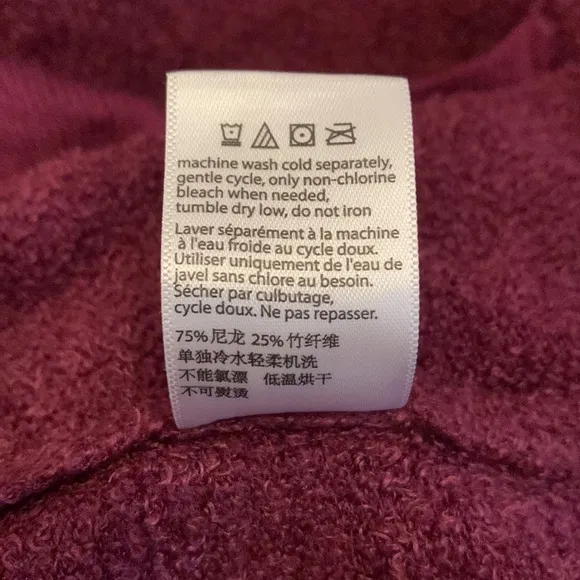 machine wash cold separately,
gentle cycle, only non-chlorine
bleach when needed,
tumble dry low, do not iron
Laver séparément à la machine
à l'eau froide au cycle doux.
Utiliser uniquement de l'eau de
javel sans chlore au besoin.
Sécher par culbutage,
cycle doux. Ne pas repasser.
75%尼龙 25%竹纤维
单独冷水轻柔机洗
不能氯漂 低温烘干
不可熨烫